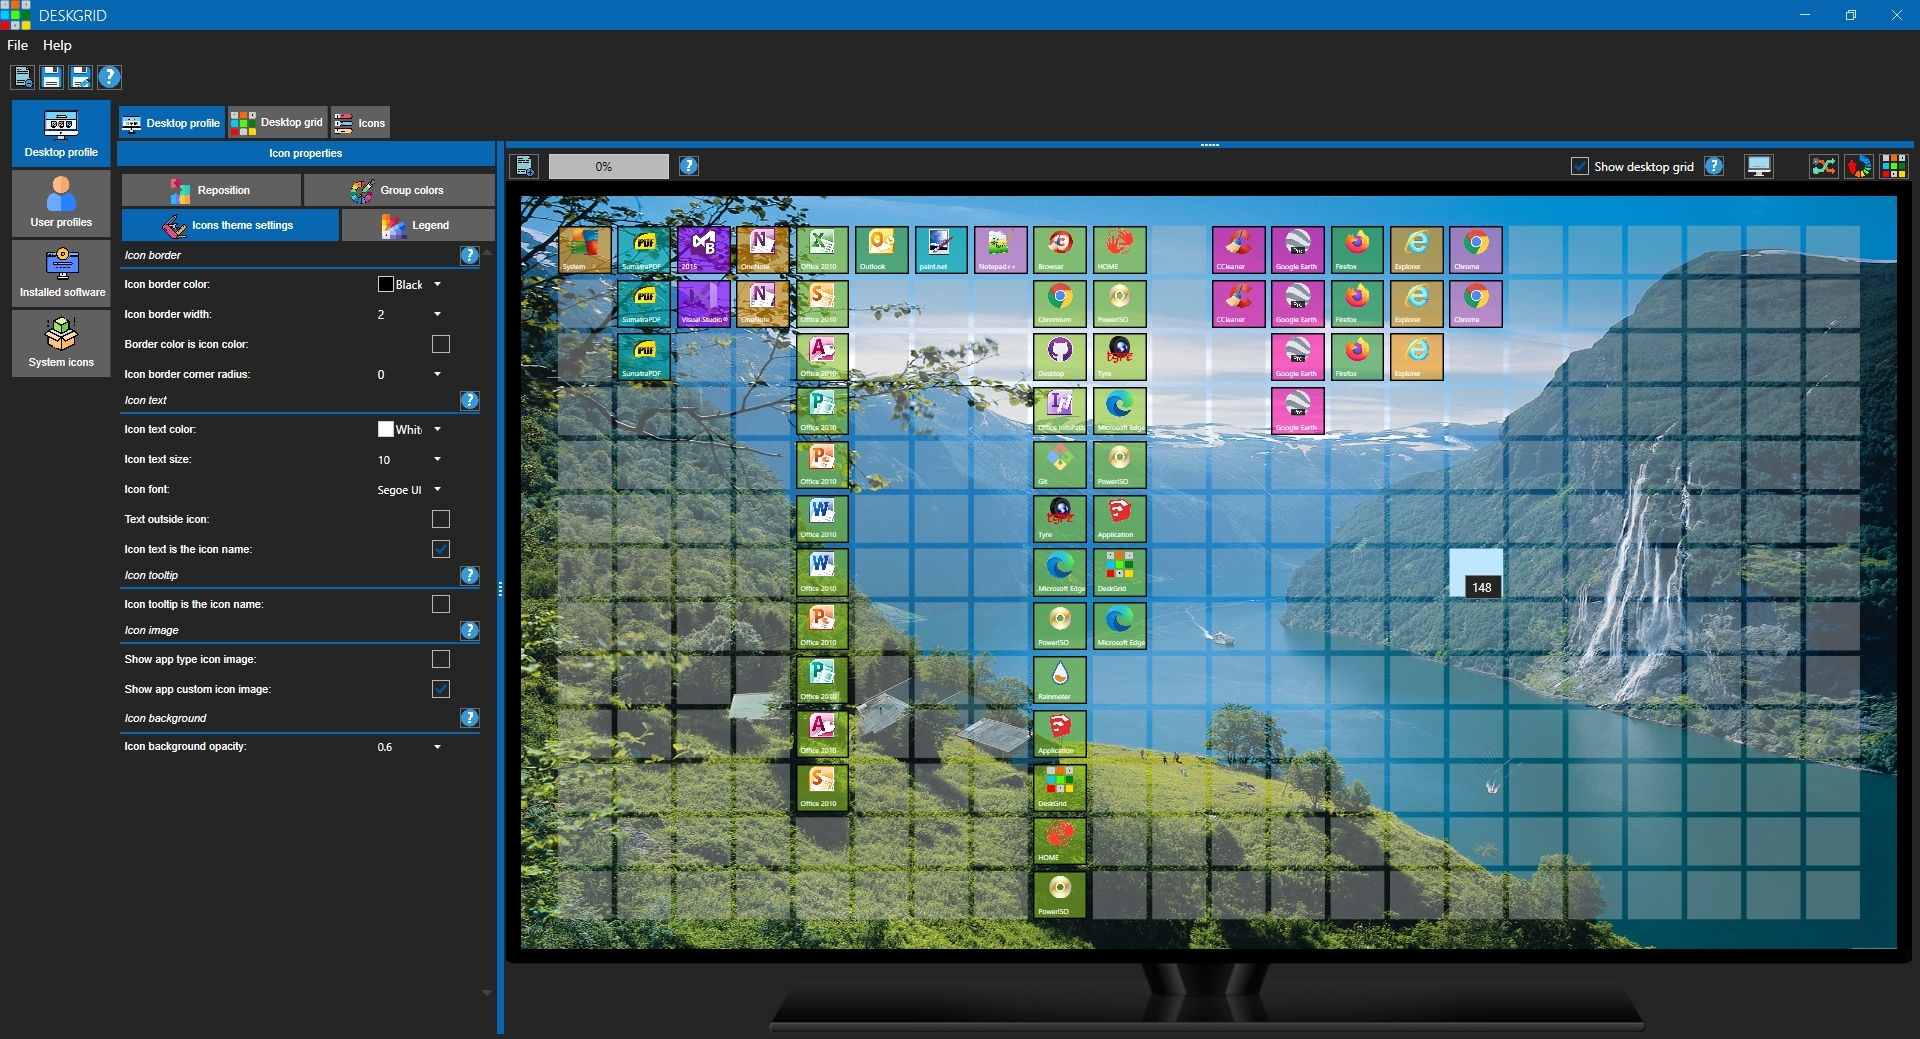 DESKGRID
File Help
Desktop profile
User profiles
Installed software
System icons
Desktop profile Desktop grid Icons
Icon properties
Reposition Group colors
Icons theme settings Legend
Icon border
Icon border color: Black
Icon border width: 2
Border color is icon color:
Icon border corner radius: 0
Icon text
Icon text color: Whit
Icon text size: 10
Icon font: Segoe UI
Text outside icon:
Icon text is the icon name:
Icon tooltip
Icon tooltip is the icon name:
Icon image
Show app type icon image:
Show app custom icon image:
Icon background
Icon background opacity: 0.6
0% Show desktop grid
System SumatraPDF 2015 OneNote Office 2010 Outlook paint.net Notepad++ Browser HOME CCleaner Google Earth Firefox Explorer Chrome
SumatraPDF Visual Studio® OneNote Office 2010 Chromium PowerISO CCleaner Google Earth Firefox Explorer Chrome
SumatraPDF Office 2010 Desktop Tyre Google Earth Firefox Explorer
Office 2010 Office InfoPath Microsoft Edge Google Earth
Office 2010 Git PowerISO
Office 2010 Tyre Application
Office 2010 Microsoft Edge DeskGrid 148
Office 2010 PowerISO Microsoft Edge
Office 2010 Rainmeter
Office 2010 Application
Office 2010 DeskGrid
HOME
PowerISO